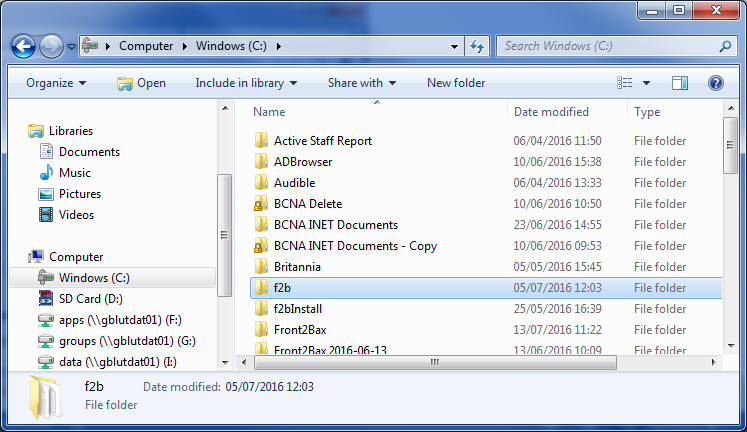 Computer Windows (C:) Search Windows (C:)
Organize Open Include in library Share with New folder
Name Date modified Type
Libraries
Documents
Music
Pictures
Videos
Computer
Windows (C:)
SD Card (D:)
apps (\\gblutdat01) (F:)
groups (\\gblutdat01) (G:)
data (\\gblutdat01) (I:)
Active Staff Report 06/04/2016 11:50 File folder
ADBrowser 10/06/2016 15:38 File folder
Audible 06/04/2016 13:33 File folder
BCNA Delete 10/06/2016 10:50 File folder
BCNA INET Documents 23/06/2016 14:55 File folder
BCNA INET Documents - Copy 10/06/2016 09:53 File folder
Britannia 05/05/2016 15:45 File folder
f2b 05/07/2016 12:03 File folder
f2bInstall 25/05/2016 16:39 File folder
Front2Bax 13/07/2016 11:22 File folder
Front2Bax 2016-06-13 13/06/2016 10:09 File folder
f2b Date modified: 05/07/2016 12:03
File folder